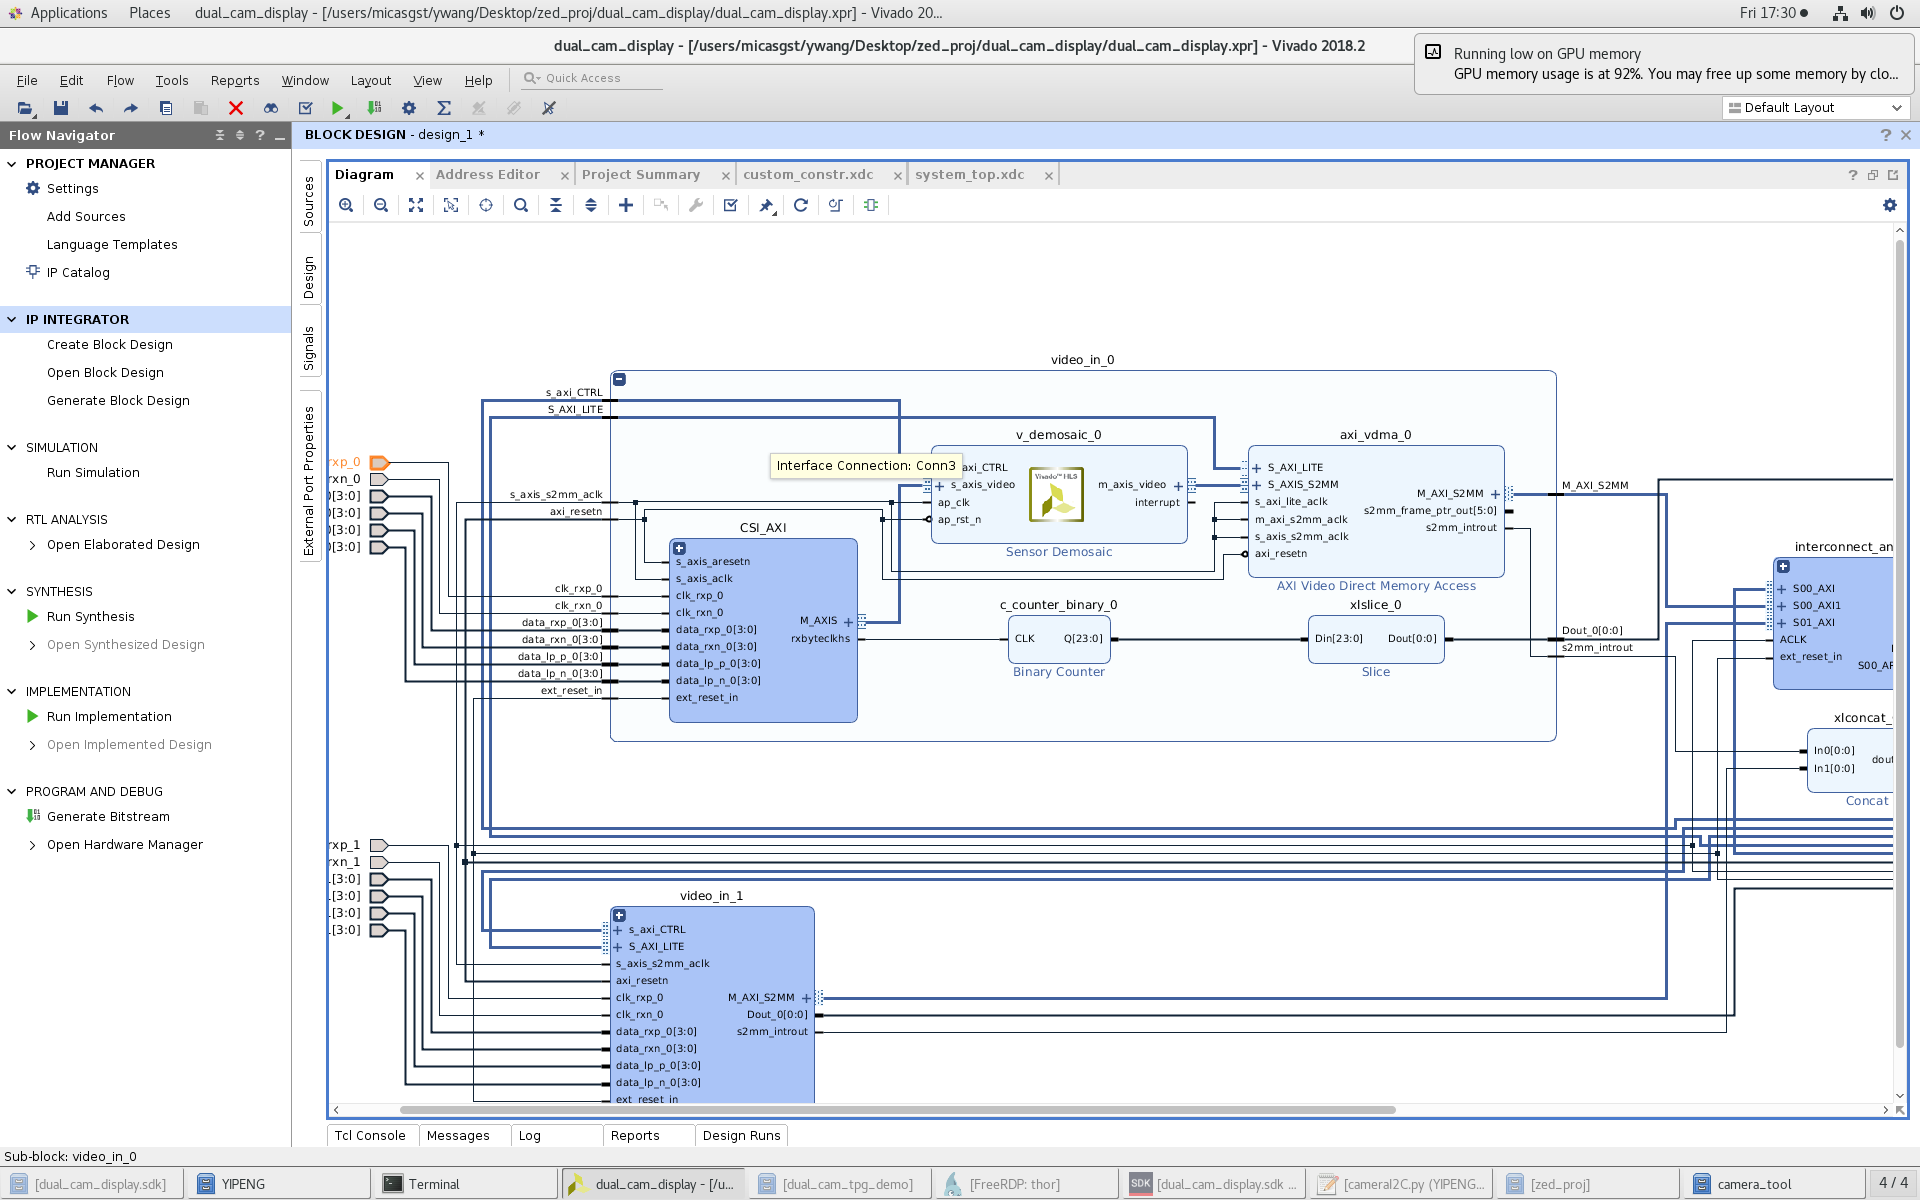 Applications Places dual_cam_display - [/users/micasgst/ywang/Desktop/zed_proj/dual_cam_display/dual_cam_display.xpr] - Vivado 20... Fri 17:30
dual_cam_display - [/users/micasgst/ywang/Desktop/zed_proj/dual_cam_display/dual_cam_display.xpr] - Vivado 2018.2
Running low on GPU memory
GPU memory usage is at 92%. You may free up some memory by clo...
File Edit Flow Tools Reports Window Layout View Help Quick Access
Default Layout
Flow Navigator
BLOCK DESIGN - design_1 *
PROJECT MANAGER
Settings
Add Sources
Language Templates
IP Catalog
IP INTEGRATOR
Create Block Design
Open Block Design
Generate Block Design
SIMULATION
Run Simulation
RTL ANALYSIS
Open Elaborated Design
SYNTHESIS
Run Synthesis
Open Synthesized Design
IMPLEMENTATION
Run Implementation
Open Implemented Design
PROGRAM AND DEBUG
Generate Bitstream
Open Hardware Manager
Sources
Design
Signals
External Port Properties
Diagram Address Editor Project Summary custom_constr.xdc system_top.xdc
rxp_0
rxn_0
[3:0]
[3:0]
[3:0]
[3:0]
video_in_0
s_axi_CTRL
S_AXI_LITE
s_axis_s2mm_aclk
axi_resetn
clk_rxp_0
clk_rxn_0
data_rxp_0[3:0]
data_rxn_0[3:0]
data_lp_p_0[3:0]
data_lp_n_0[3:0]
ext_reset_in
CSI_AXI
s_axis_aresetn
s_axis_aclk
clk_rxp_0
clk_rxn_0
data_rxp_0[3:0]
data_rxn_0[3:0]
data_lp_p_0[3:0]
data_lp_n_0[3:0]
ext_reset_in
M_AXIS
rxbyteclkhs
Interface Connection: Conn3
v_demosaic_0
axi_CTRL
s_axis_video
ap_clk
ap_rst_n
Vivado™ HLS
m_axis_video
interrupt
Sensor Demosaic
axi_vdma_0
S_AXI_LITE
S_AXIS_S2MM
s_axi_lite_aclk
m_axi_s2mm_aclk
s_axis_s2mm_aclk
axi_resetn
M_AXI_S2MM
s2mm_frame_ptr_out[5:0]
s2mm_introut
AXI Video Direct Memory Access
c_counter_binary_0
CLK Q[23:0]
Binary Counter
xlslice_0
Din[23:0] Dout[0:0]
Slice
M_AXI_S2MM
Dout_0[0:0]
s2mm_introut
interconnect_an
S00_AXI
S00_AXI1
S01_AXI
ACLK
ext_reset_in
S00_AF
xlconcat_
In0[0:0]
In1[0:0]
dout
Concat
rxp_1
rxn_1
[3:0]
[3:0]
[3:0]
[3:0]
video_in_1
s_axi_CTRL
S_AXI_LITE
s_axis_s2mm_aclk
axi_resetn
clk_rxp_0
clk_rxn_0
data_rxp_0[3:0]
data_rxn_0[3:0]
data_lp_p_0[3:0]
data_lp_n_0[3:0]
ext_reset_in
M_AXI_S2MM
Dout_0[0:0]
s2mm_introut
Tcl Console Messages Log Reports Design Runs
Sub-block: video_in_0
[dual_cam_display.sdk] YIPENG Terminal dual_cam_display - [/u... [dual_cam_tpg_demo] [FreeRDP: thor] SDK [dual_cam_display.sdk ... [cameraI2C.py (YIPENG... [zed_proj] camera_tool 4 / 4